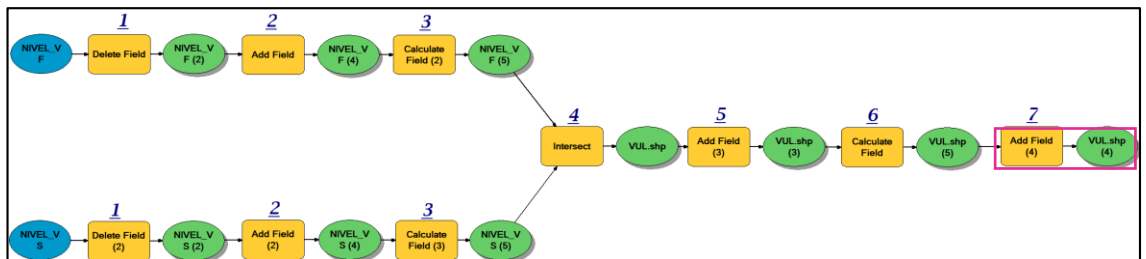 1
2
3
NIVEL_V
F
Delete Field
NIVEL_V
F (2)
Add Field
NIVEL_V
F (4)
Calculate
Field (2)
NIVEL_V
F (5)
4
5
6
7
Intersect
VUL.shp
Add Field
(3)
VUL.shp
(3)
Calculate
Field
VUL.shp
(5)
Add Field
(4)
VUL.shp
(4)
1
2
3
NIVEL_V
S
Delete Field
(2)
NIVEL_V
S (2)
Add Field
(2)
NIVEL_V
S (4)
Calculate
Field (3)
NIVEL_V
S (5)